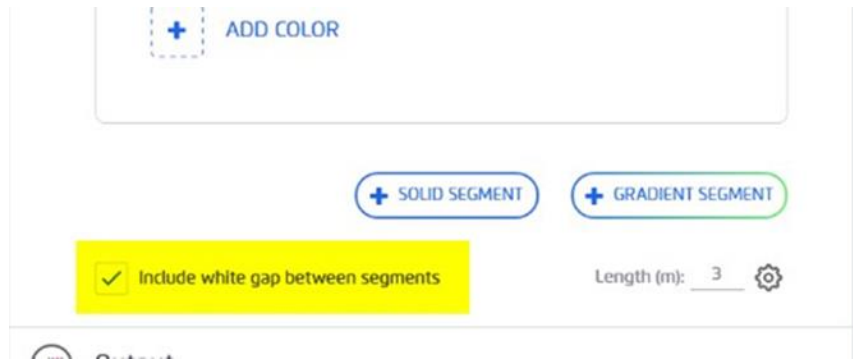 ADD COLOR
SOLID SEGMENT
GRADIENT SEGMENT
Include white gap between segments
Length (m): 3